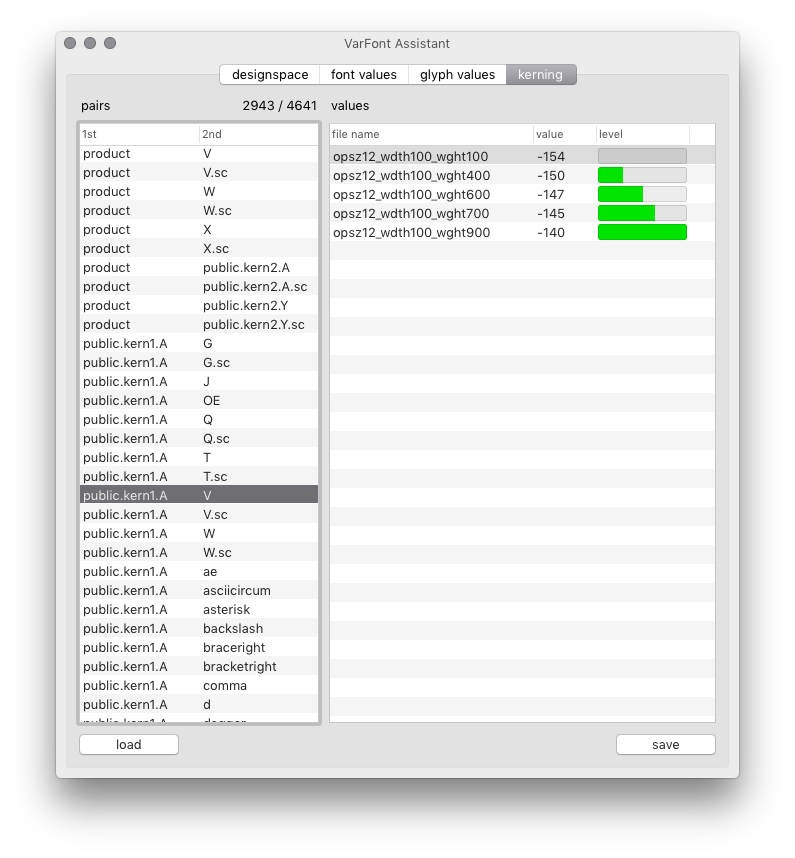 VarFont Assistant
designspace font values glyph values kerning
pairs 2943 / 4641 values
1st 2nd file name value level
product V
product V.sc
product W
product W.sc
product X
product X.sc
product public.kern2.A
product public.kern2.A.sc
product public.kern2.Y
product public.kern2.Y.sc
public.kern1.A G
public.kern1.A G.sc
public.kern1.A J
public.kern1.A OE
public.kern1.A Q
public.kern1.A Q.sc
public.kern1.A T
public.kern1.A T.sc
public.kern1.A V
public.kern1.A V.sc
public.kern1.A W
public.kern1.A W.sc
public.kern1.A ae
public.kern1.A asciicircum
public.kern1.A asterisk
public.kern1.A backslash
public.kern1.A braceright
public.kern1.A bracketright
public.kern1.A comma
public.kern1.A d
opsz12_wdth100_wght100 -154
opsz12_wdth100_wght400 -150
opsz12_wdth100_wght600 -147
opsz12_wdth100_wght700 -145
opsz12_wdth100_wght900 -140
load save